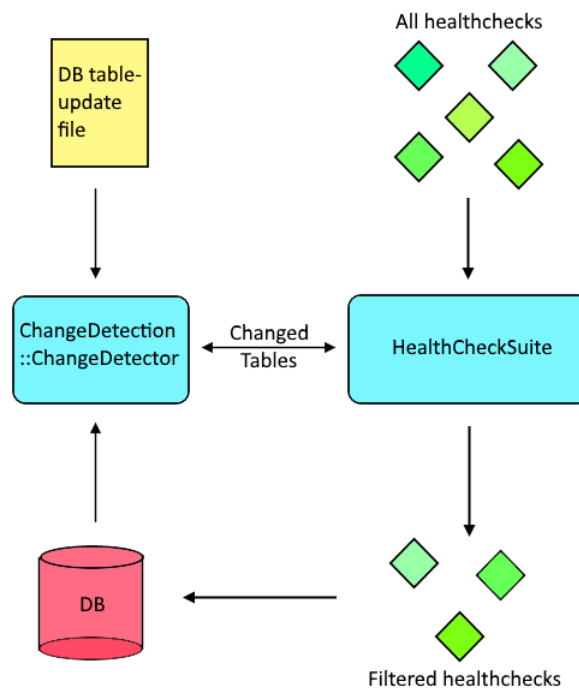 All healthchecks
DB table-
update
file
ChangeDetection
::ChangeDetector
Changed
Tables
HealthCheckSuite
DB
Filtered healthchecks